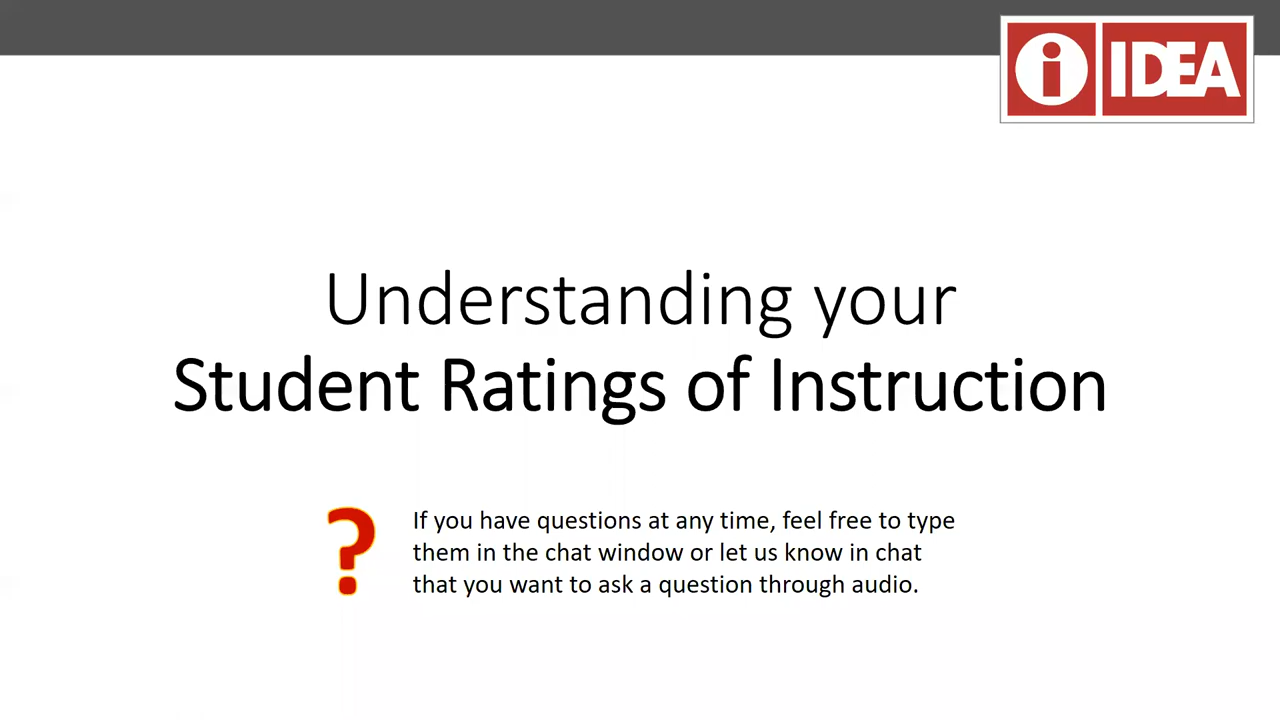 i IDEA
Understanding your
Student Ratings of Instruction
?
If you have questions at any time, feel free to type
them in the chat window or let us know in chat
that you want to ask a question through audio.